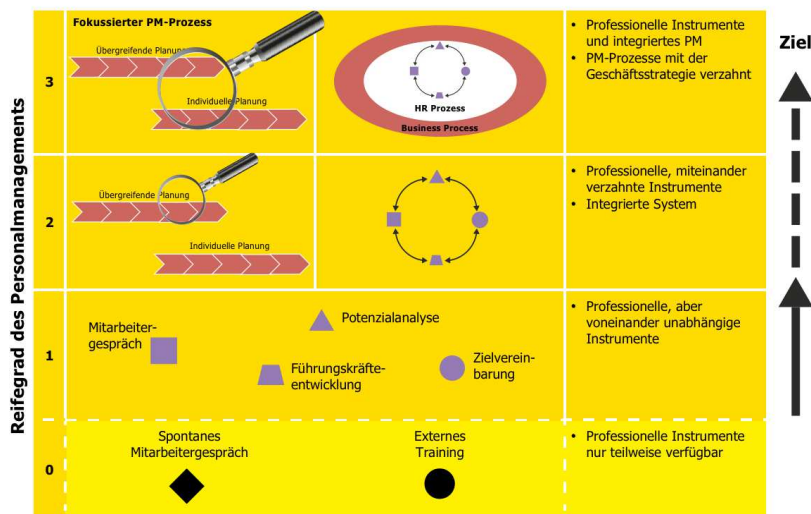 Reifegrad des Personalmanagements
Fokussierter PM-Prozess
3
Übergreifende Planung
Individuelle Planung
HR Prozess
Business Process
• Professionelle Instrumente
und integriertes PM
• PM-Prozesse mit der
Geschäftsstrategie verzahnt
Ziel
2
Übergreifende Planung
Individuelle Planung
• Professionelle, miteinander
verzahnte Instrumente
• Integrierte System
1
Mitarbeiter-
gespräch
Potenzialanalyse
Führungskräfte-
entwicklung
Zielverein-
barung
• Professionelle, aber
voneinander unabhängige
Instrumente
0
Spontanes
Mitarbeitergespräch
Externes
Training
• Professionelle Instrumente
nur teilweise verfügbar